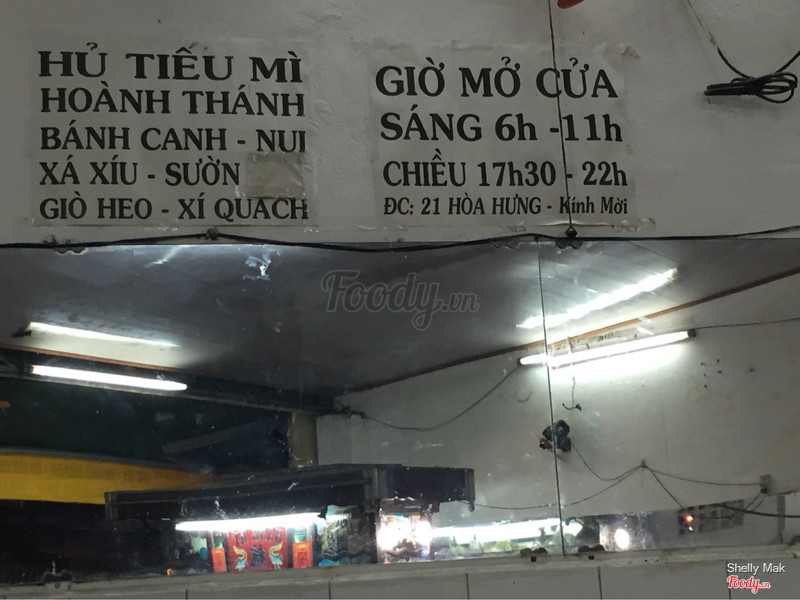 HỦ TIẾU MÌ
HOÀNH THÁNH
BÁNH CANH - NUI
XÁ XÍU - SƯỜN
GIÒ HEO - XÍ QUACH
GIỜ MỞ CỬA
SÁNG 6h -11h
CHIỀU 17h30 - 22h
ĐC: 21 HÒA HƯNG - Kính Mời
Foody.vn
Shelly Mak
Foody.vn